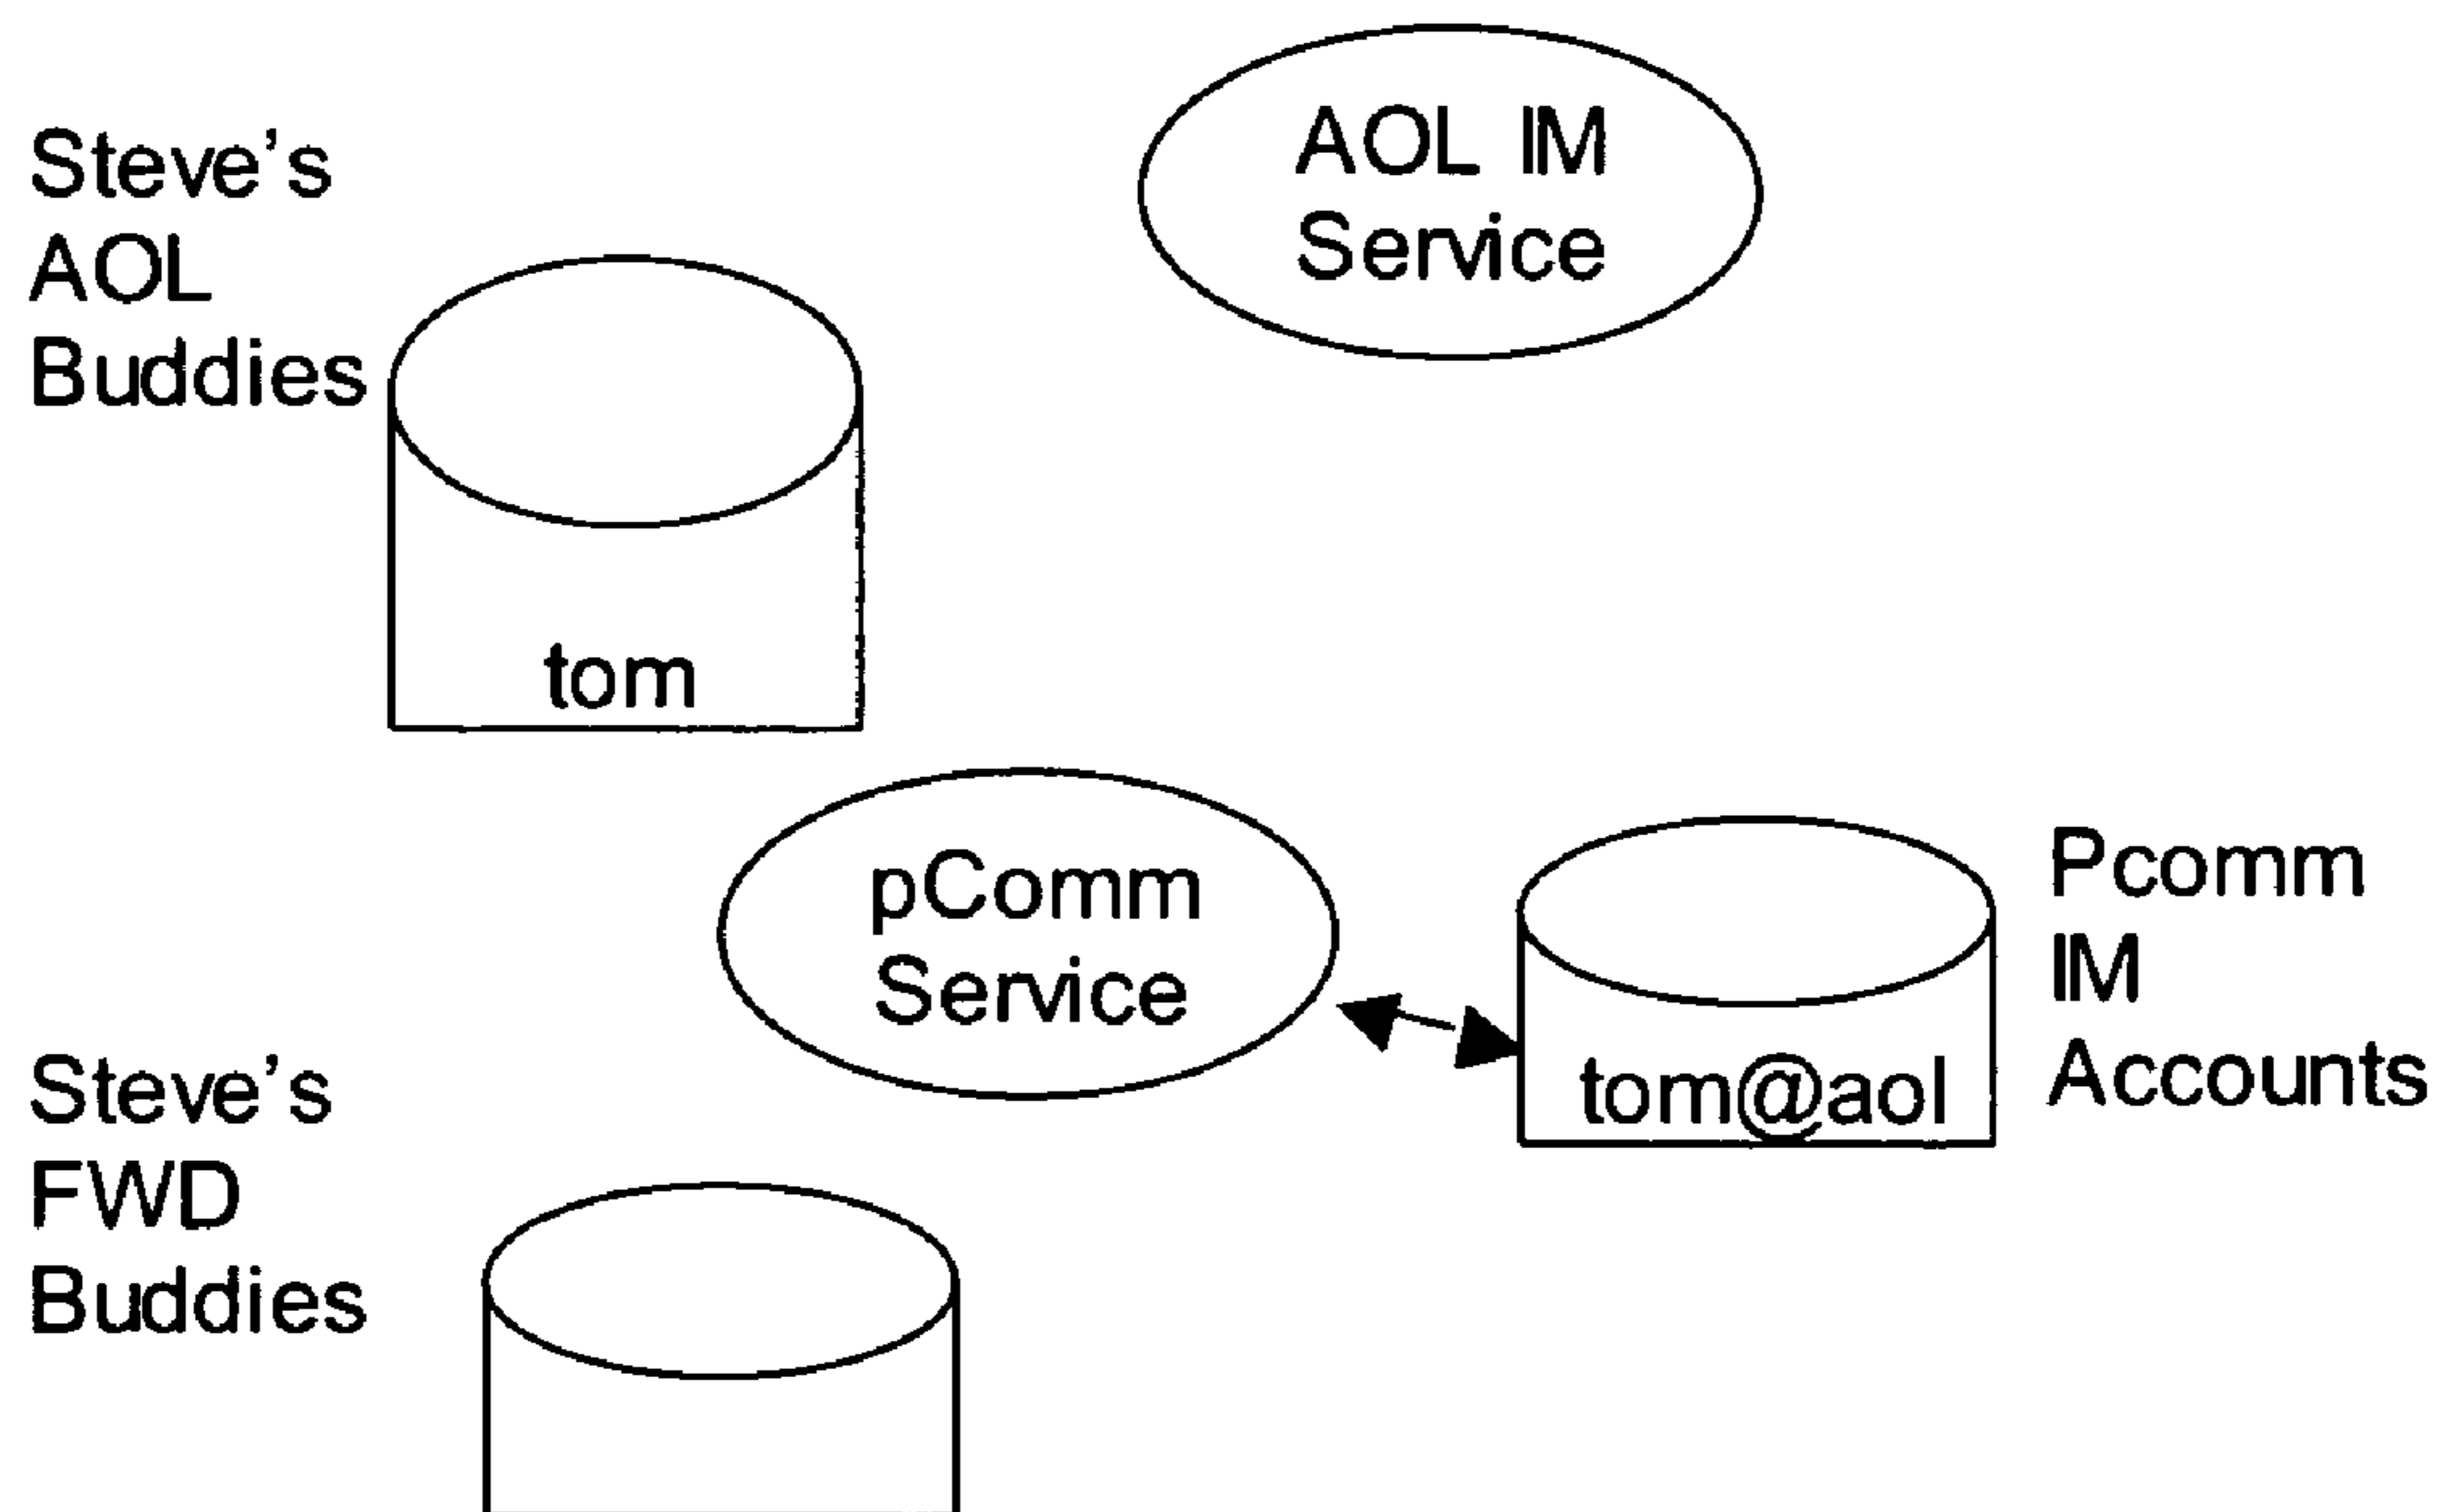 AOL IM
Service
Steve's
AOL
Buddies
tom
pComm
Service
Pcomm
IM
Accounts
tom@aol
Steve's
FWD
Buddies